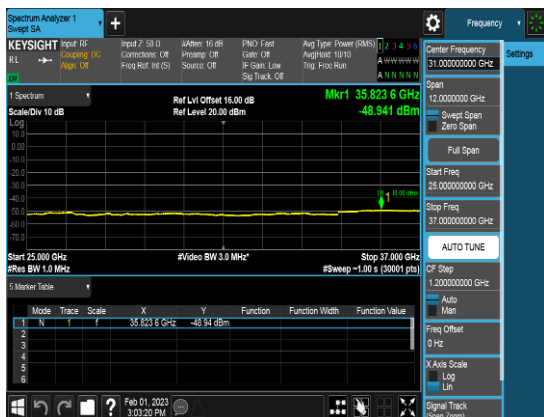 Spectrum Analyzer 1
Swept SA
Frequency
KEYSIGHT
RL
Input: RF
Coupling: DC
Align: Off
Input Z: 50 Ω
Corrections: Off
Freq Ref: Int (S)
#Atten: 16 dB
Preamp: Off
Source: Off
PNO: Fast
Gate: Off
IF Gain: Low
Sig Track: Off
Avg Type: Power (RMS)
Avg|Hold: 10/10
Trig: Free Run
1 2 3 4 5 6
A W W W W W
A N N N N N
1 Spectrum
Scale/Div 10 dB
Ref Lvl Offset 16.00 dB
Ref Level 20.00 dBm
Mkr1 35.823 6 GHz
-48.941 dBm
Log
10.0
0.00
-10.0
-20.0
-30.0
-40.0
-50.0
-60.0
-70.0
1
Start 25.000 GHz
#Res BW 1.0 MHz
#Video BW 3.0 MHz*
Stop 37.000 GHz
#Sweep ~1.00 s (30001 pts)
5 Marker Table
Mode Trace Scale X Y Function Function Width Function Value
1 N 1 f 35.823 6 GHz -48.94 dBm
2
3
4
5
6
Feb 01, 2023
3:03:20 PM
Center Frequency
31.000000000 GHz
Settings
Span
12.0000000 GHz
Swept Span
Zero Span
Full Span
Start Freq
25.000000000 GHz
Stop Freq
37.000000000 GHz
AUTO TUNE
CF Step
1.200000000 GHz
Auto
Man
Freq Offset
0 Hz
X Axis Scale
Log
Lin
Signal Track
(Span Zoom)